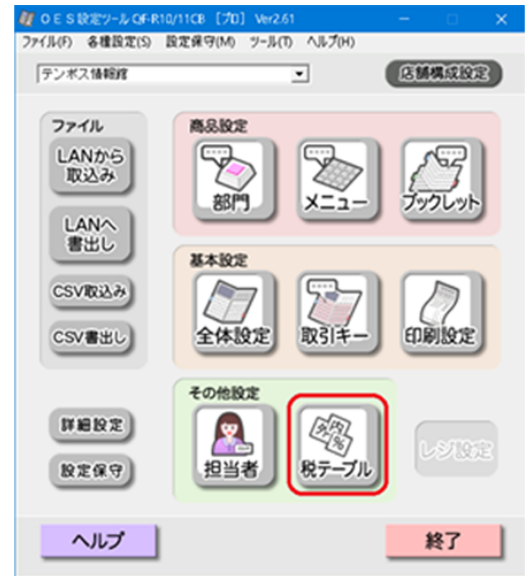 OES設定ツール QF-R10/11CB [プロ] Ver2.61
ファイル(F) 各種設定(S) 設定保守(M) ツール(T) ヘルプ(H)
テンポス情報館
店舗構成設定
ファイル
LANから
取込み
LANへ
書出し
CSV取込み
CSV書出し
商品設定
部門
メニュー
ブックレット
基本設定
全体設定
取引キー
印刷設定
その他設定
担当者
外 内 %
税テーブル
レジ設定
詳細設定
設定保守
ヘルプ
終了